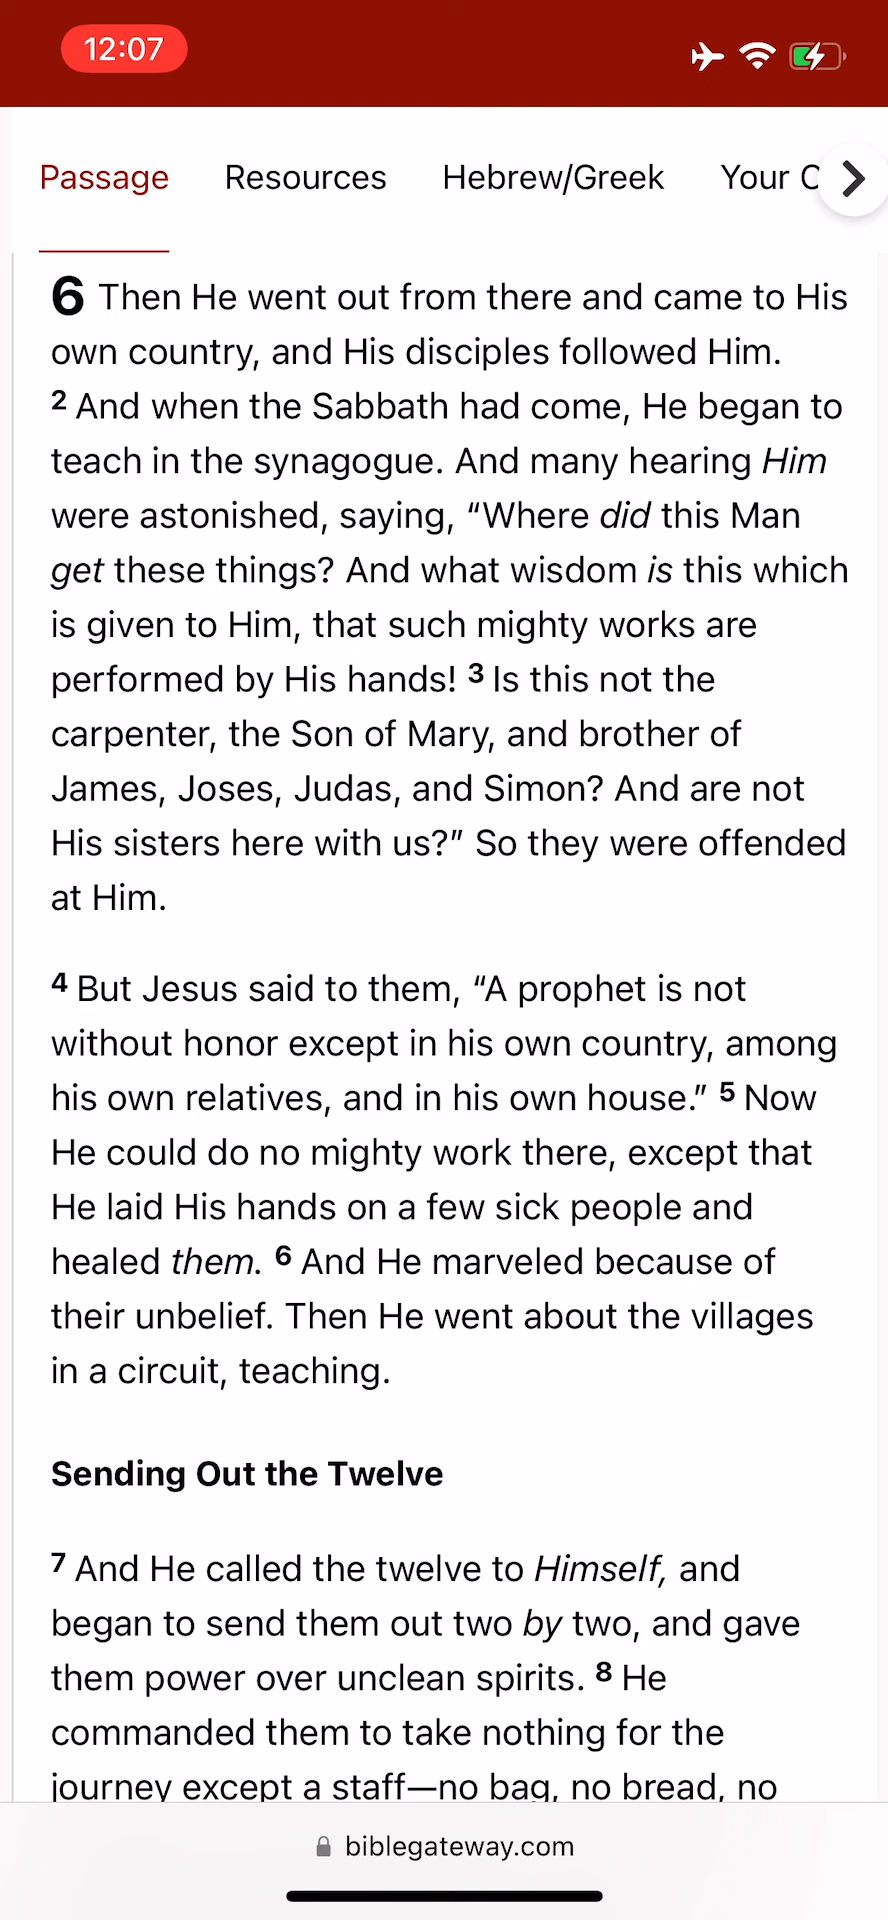 12:07
Passage Resources Hebrew/Greek Your
6 Then He went out from there and came to His
own country, and His disciples followed Him.
2 And when the Sabbath had come, He began to
teach in the synagogue. And many hearing Him
were astonished, saying, “Where did this Man
get these things? And what wisdom is this which
is given to Him, that such mighty works are
performed by His hands! 3 Is this not the
carpenter, the Son of Mary, and brother of
James, Joses, Judas, and Simon? And are not
His sisters here with us?” So they were offended
at Him.
4 But Jesus said to them, “A prophet is not
without honor except in his own country, among
his own relatives, and in his own house.” 5 Now
He could do no mighty work there, except that
He laid His hands on a few sick people and
healed them. 6 And He marveled because of
their unbelief. Then He went about the villages
in a circuit, teaching.
Sending Out the Twelve
7 And He called the twelve to Himself, and
began to send them out two by two, and gave
them power over unclean spirits. 8 He
commanded them to take nothing for the
journey except a staff—no bag, no bread, no
biblegateway.com